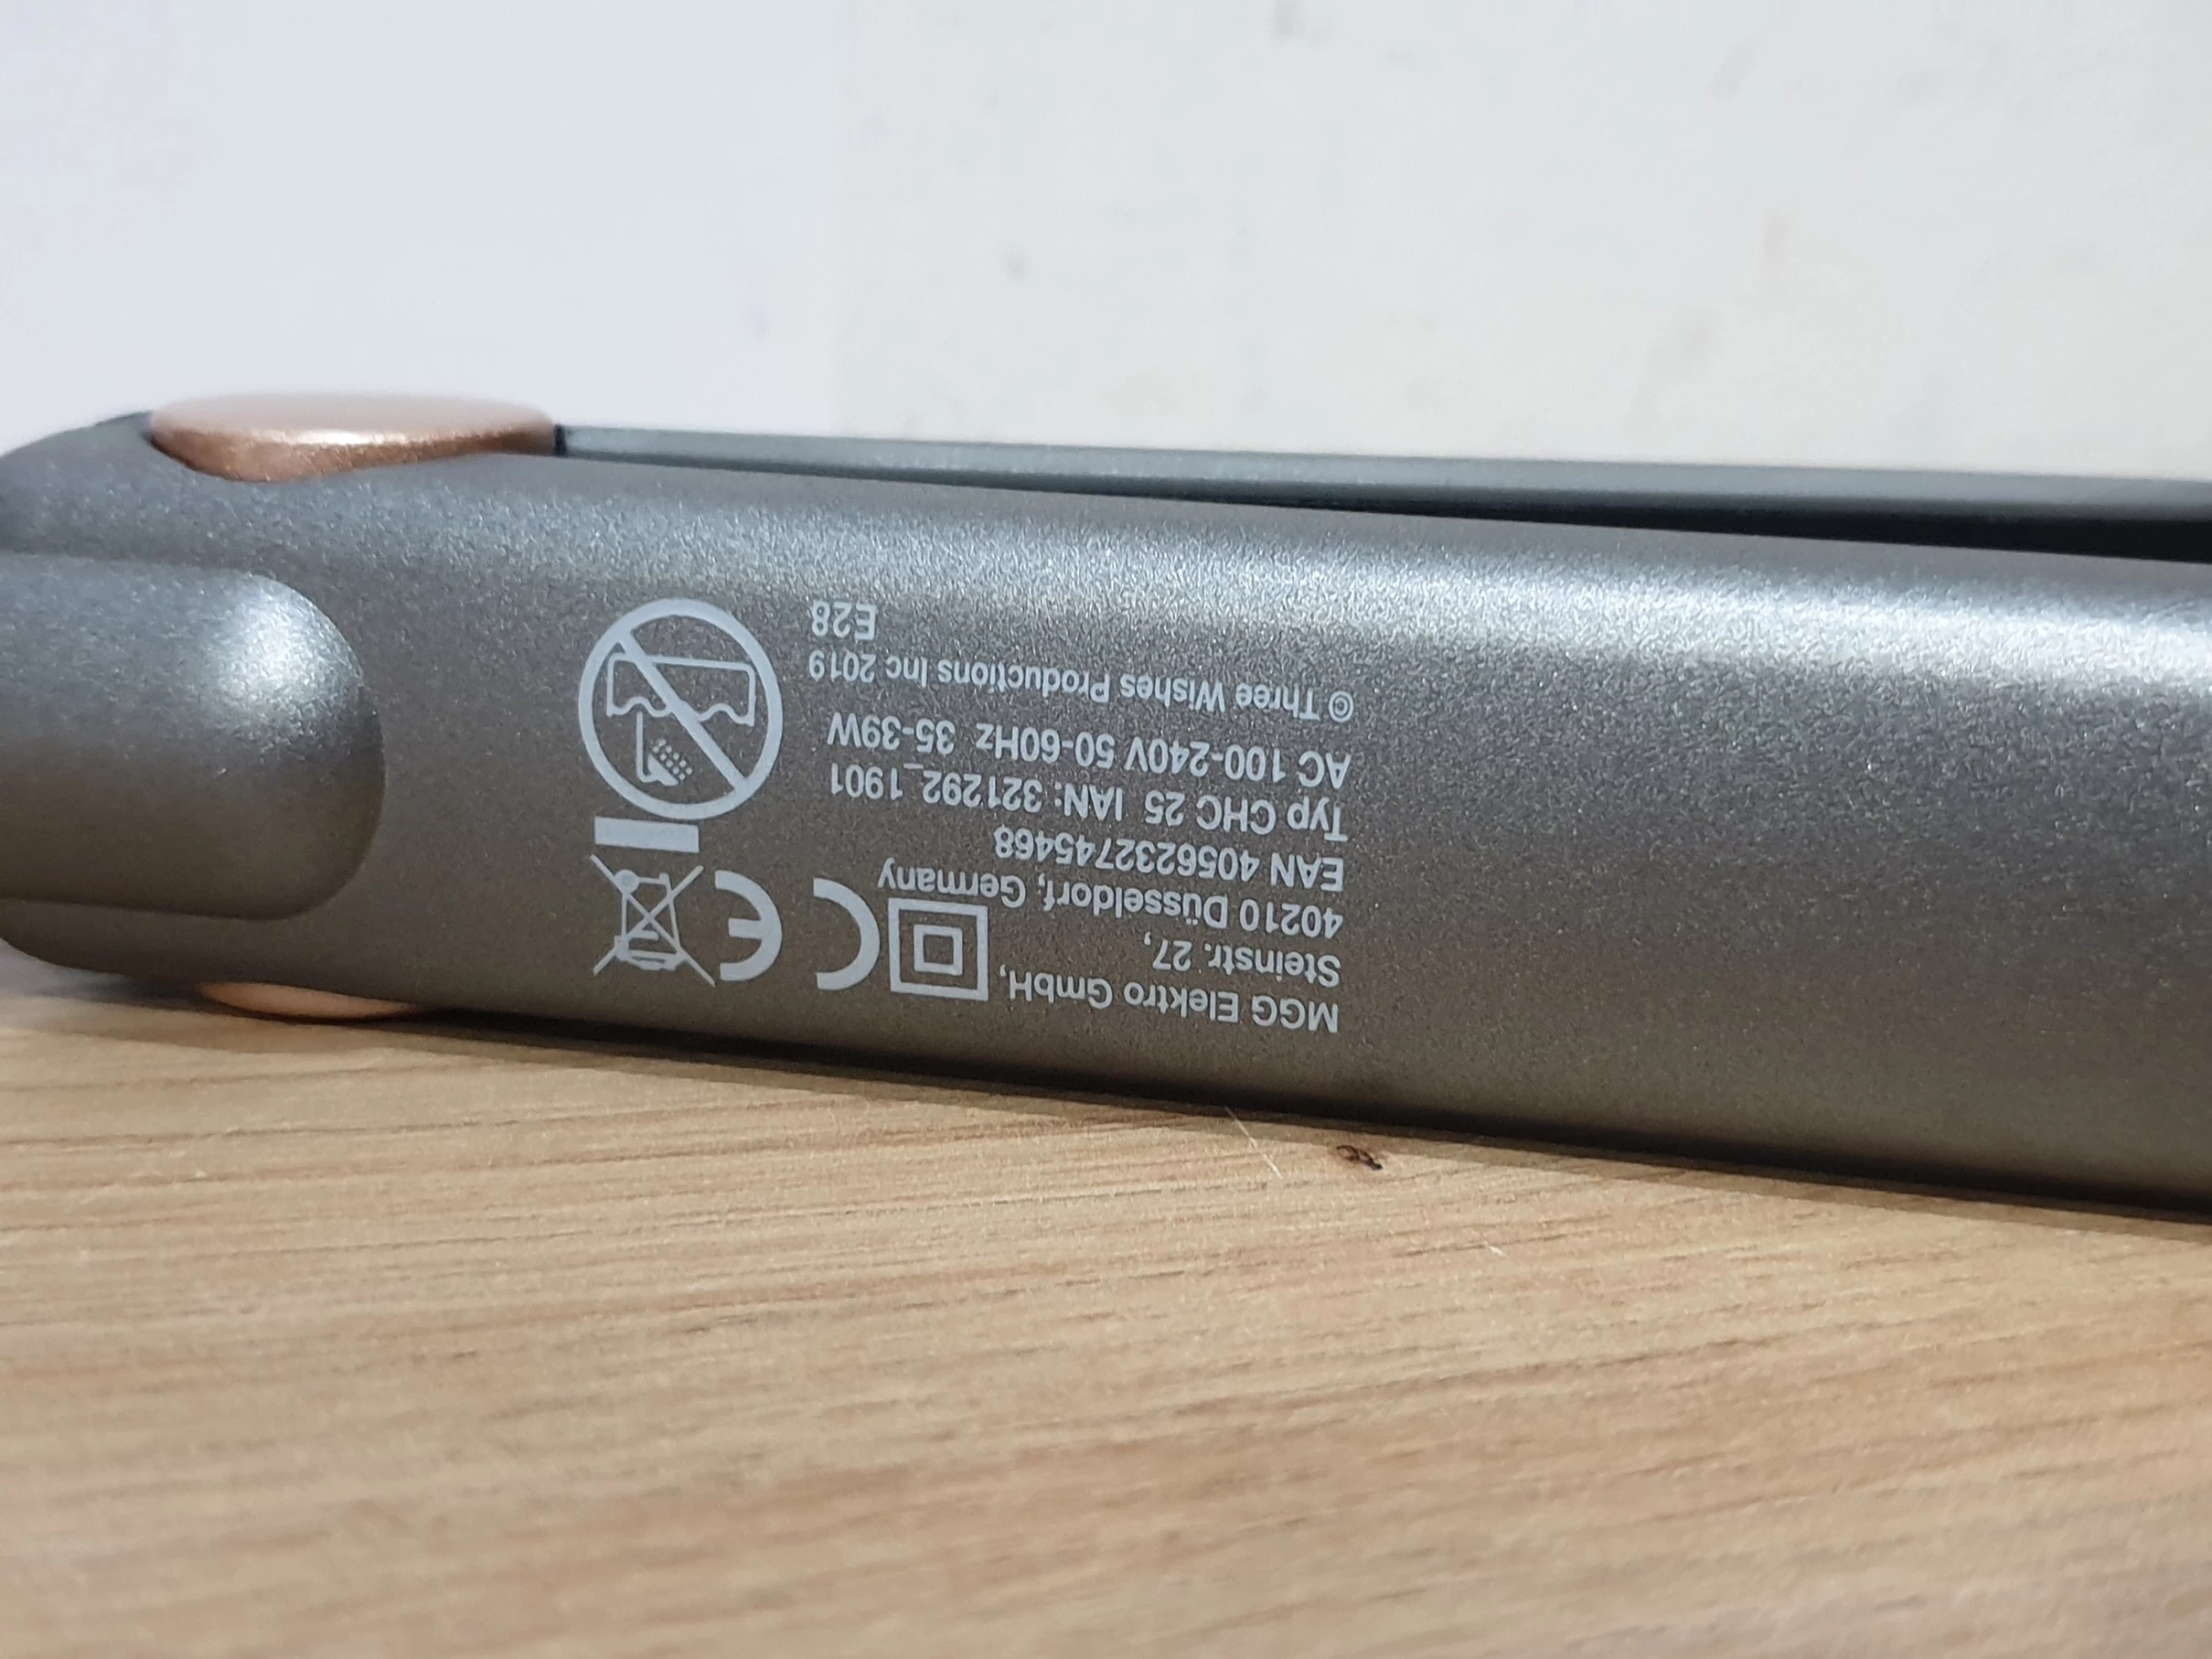 MGG Elektro GmbH,
Steinstr. 27,
40210 Düsseldorf, Germany
EAN 4056232745468
Typ CHC 25 IAN: 321292_1901
AC 100-240V 50-60Hz 35-39W
© Three Wishes Productions Inc 2019
E28
CE